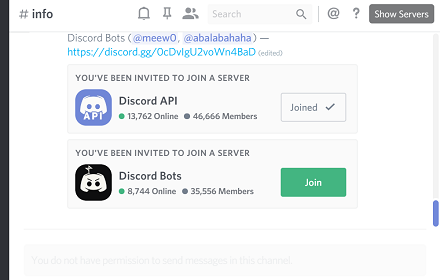 # info
Search
@
?
Show Servers
Discord Bots (@meew0, @abalabahaha) —
https://discord.gg/0cDvIgU2voWn4BaD (edited)
YOU'VE BEEN INVITED TO JOIN A SERVER
API
Discord API
13,762 Online 46,666 Members
Joined
YOU'VE BEEN INVITED TO JOIN A SERVER
Discord Bots
8,744 Online 35,556 Members
Join
You do not have permission to send messages in this channel.